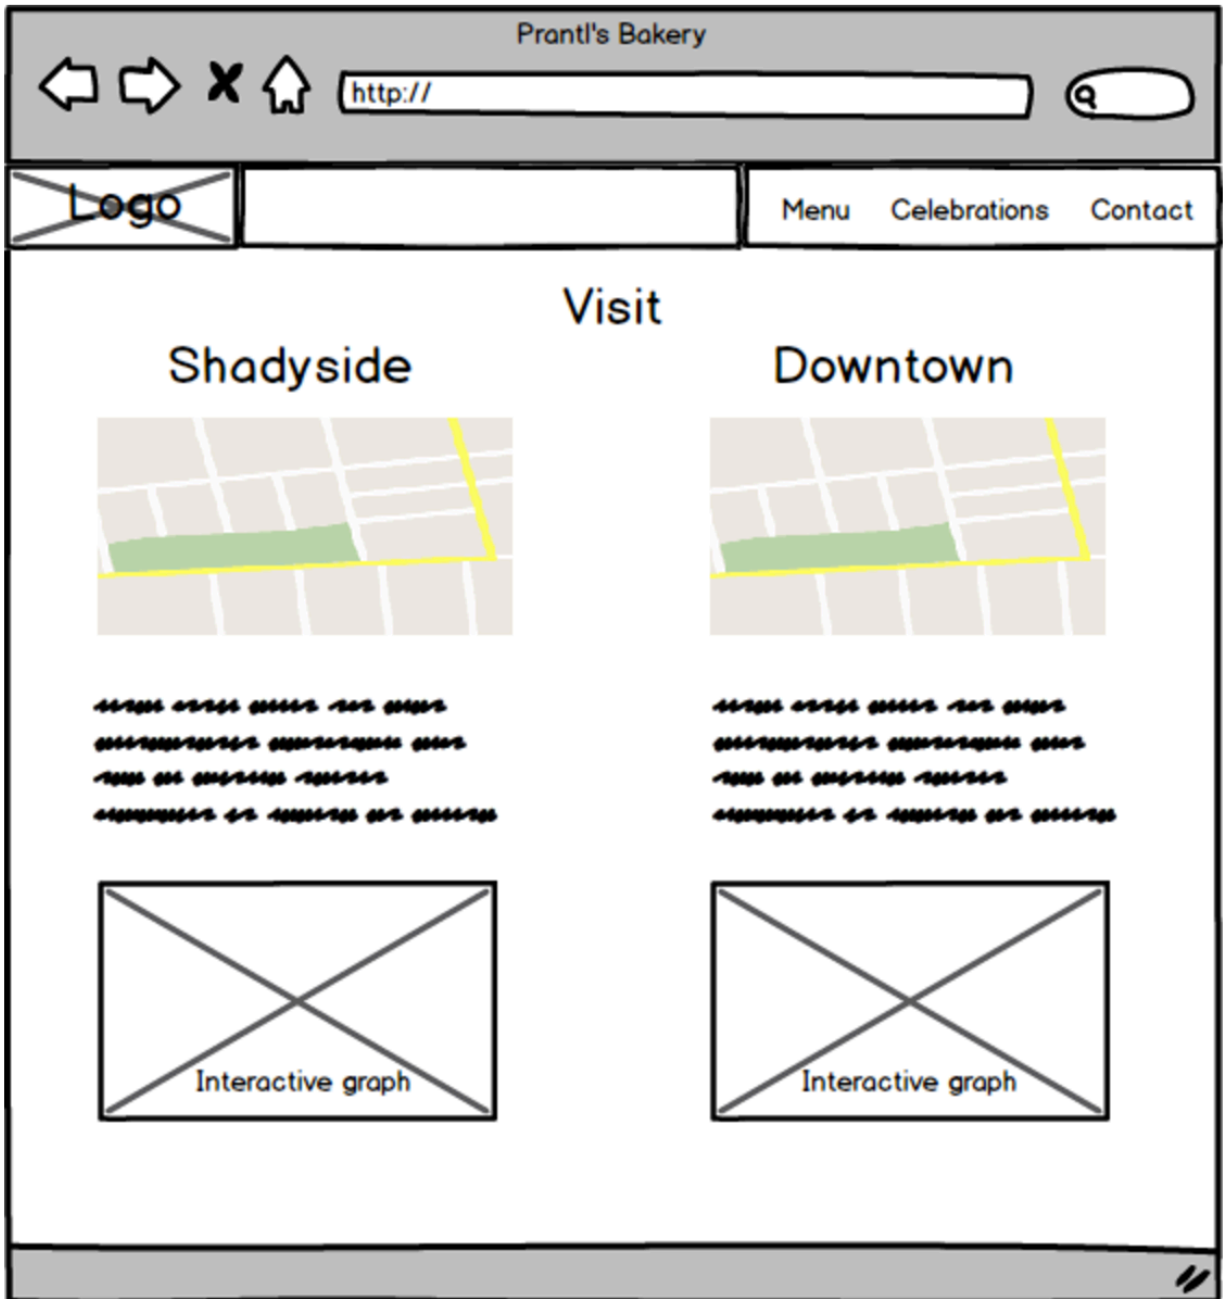 Prantl's Bakery
http://
Logo
Menu Celebrations Contact
Visit
Shadyside Downtown
Interactive graph Interactive graph